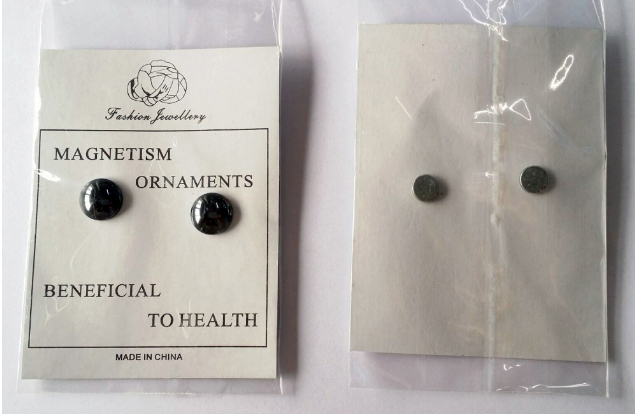 Fashion Jewellery
MAGNETISM
ORNAMENTS
BENEFICIAL
TO HEALTH
MADE IN CHINA